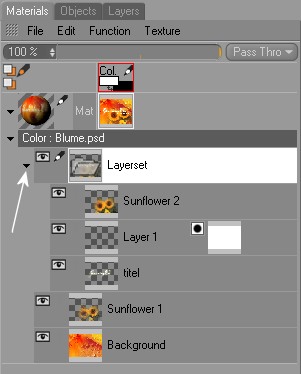 Materials Objects Layers
File Edit Function Texture
100 % Pass Thro
Col.
Mat
Color : Blume.psd
Layerset
Sunflower 2
Layer 1
titel
Sunflower 1
Background